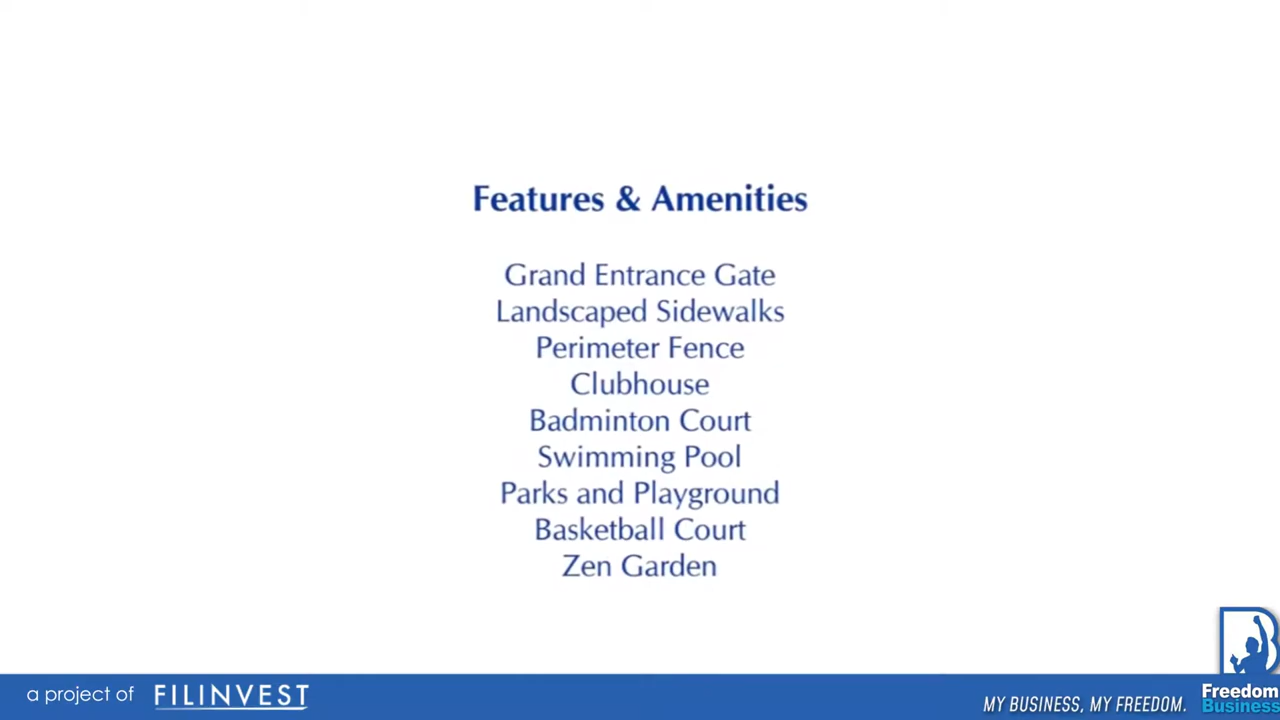 Features & Amenities
Grand Entrance Gate
Landscaped Sidewalks
Perimeter Fence
Clubhouse
Badminton Court
Swimming Pool
Parks and Playground
Basketball Court
Zen Garden
a project of FILINVEST
MY BUSINESS, MY FREEDOM.
Freedom
Business